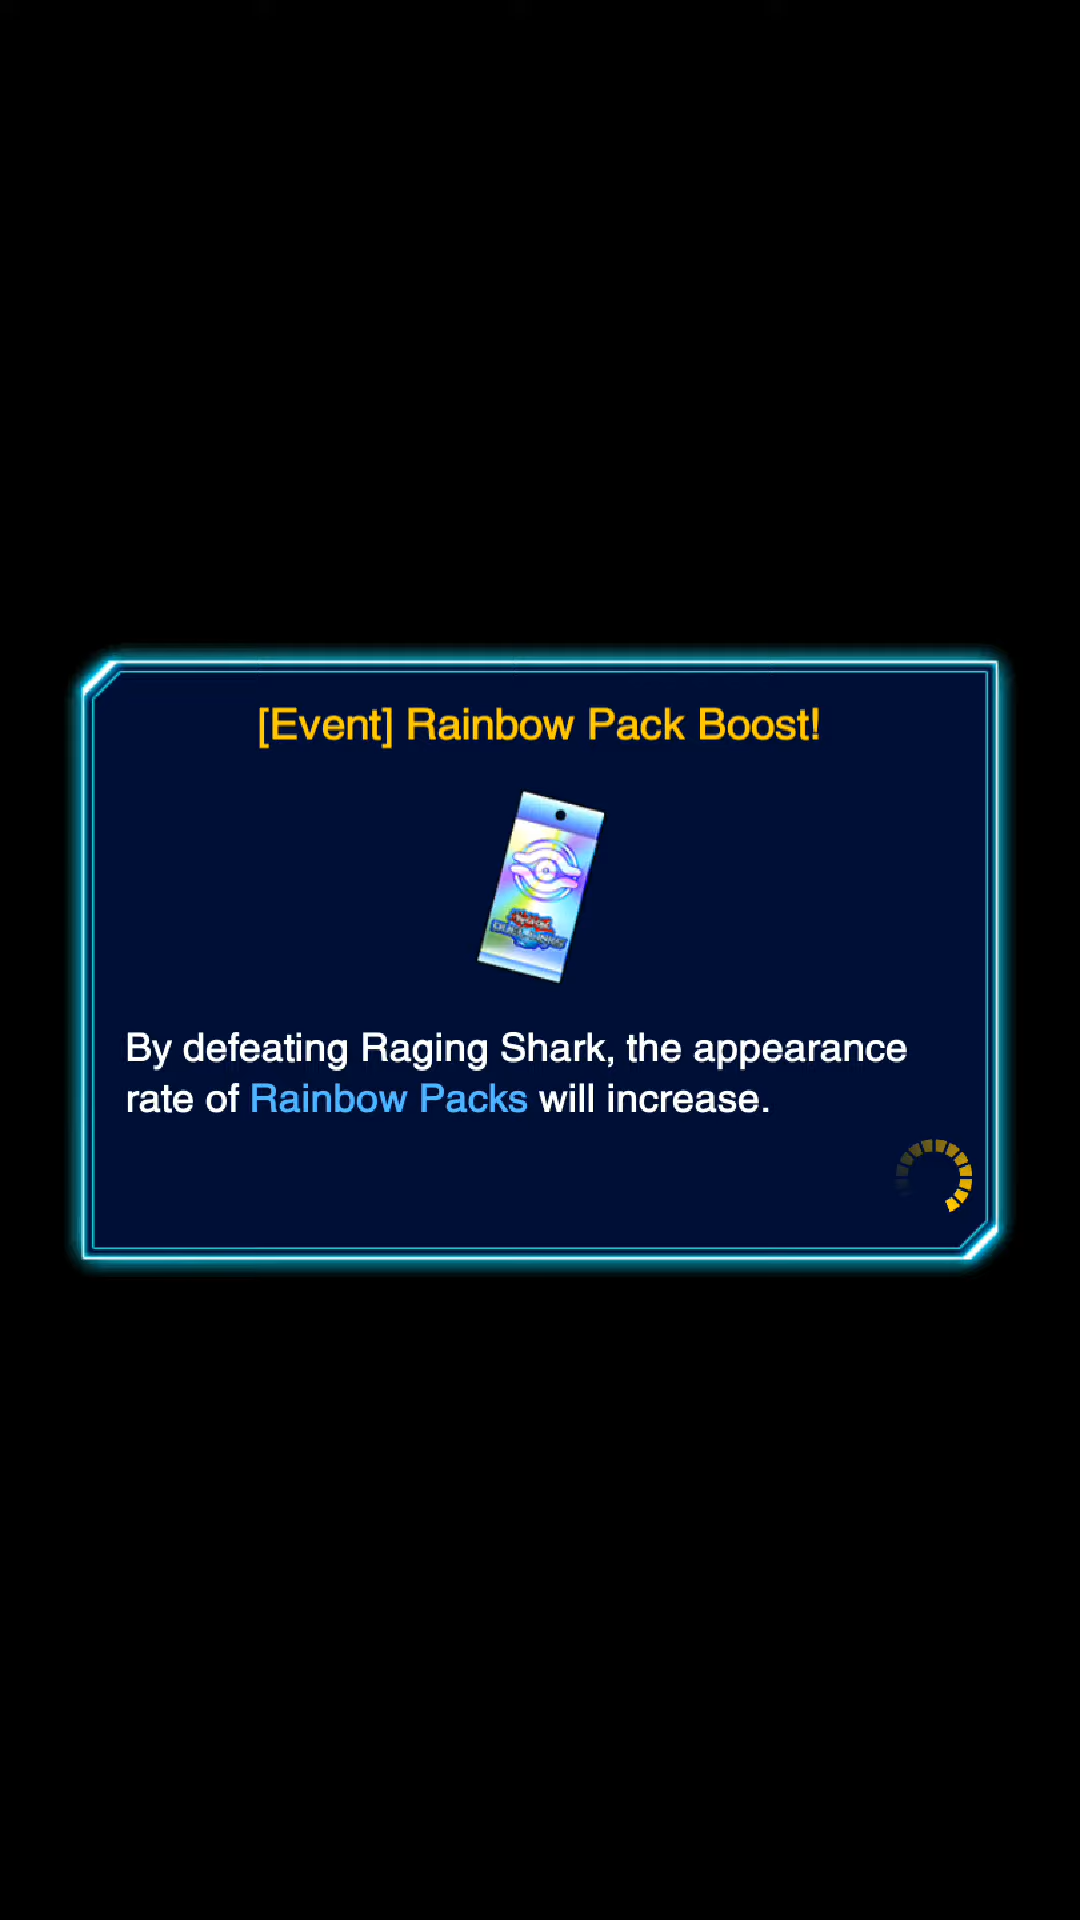 [Event] Rainbow Pack Boost!
By defeating Raging Shark, the appearance
rate of Rainbow Packs will increase.